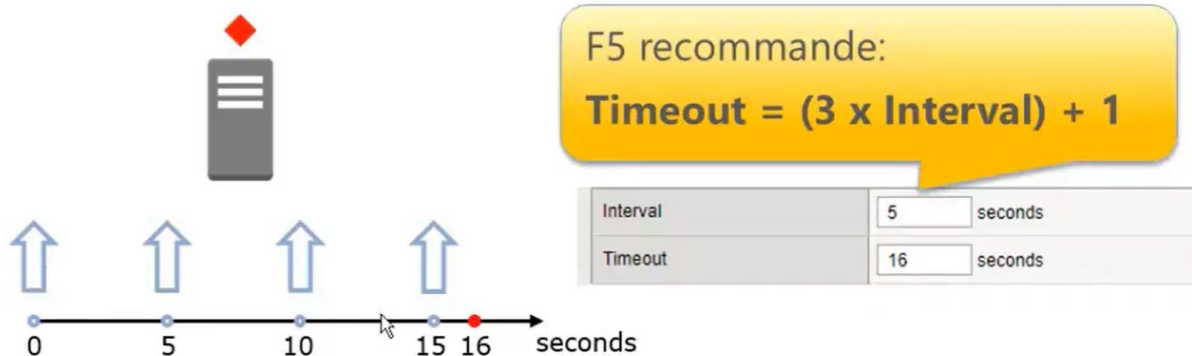 F5 recommande:
Timeout = (3 x Interval) + 1
Interval 5 seconds
Timeout 16 seconds
0 5 10 15 16 seconds